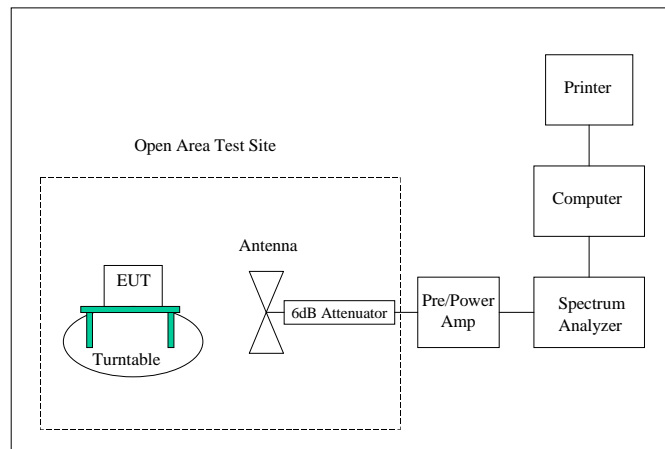 Printer
Open Area Test Site
Computer
Antenna
EUT
6dB Attenuator
Pre/Power
Amp
Spectrum
Analyzer
Turntable